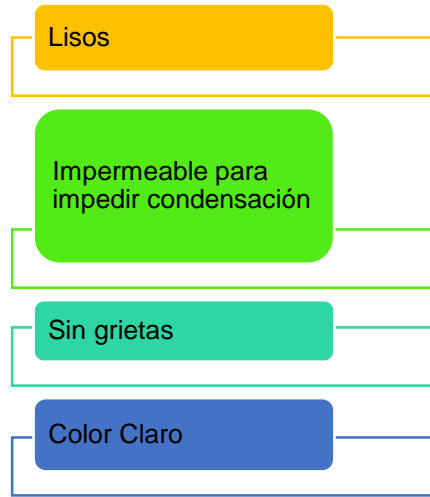 Lisos
Impermeable para
impedir condensación
Sin grietas
Color Claro